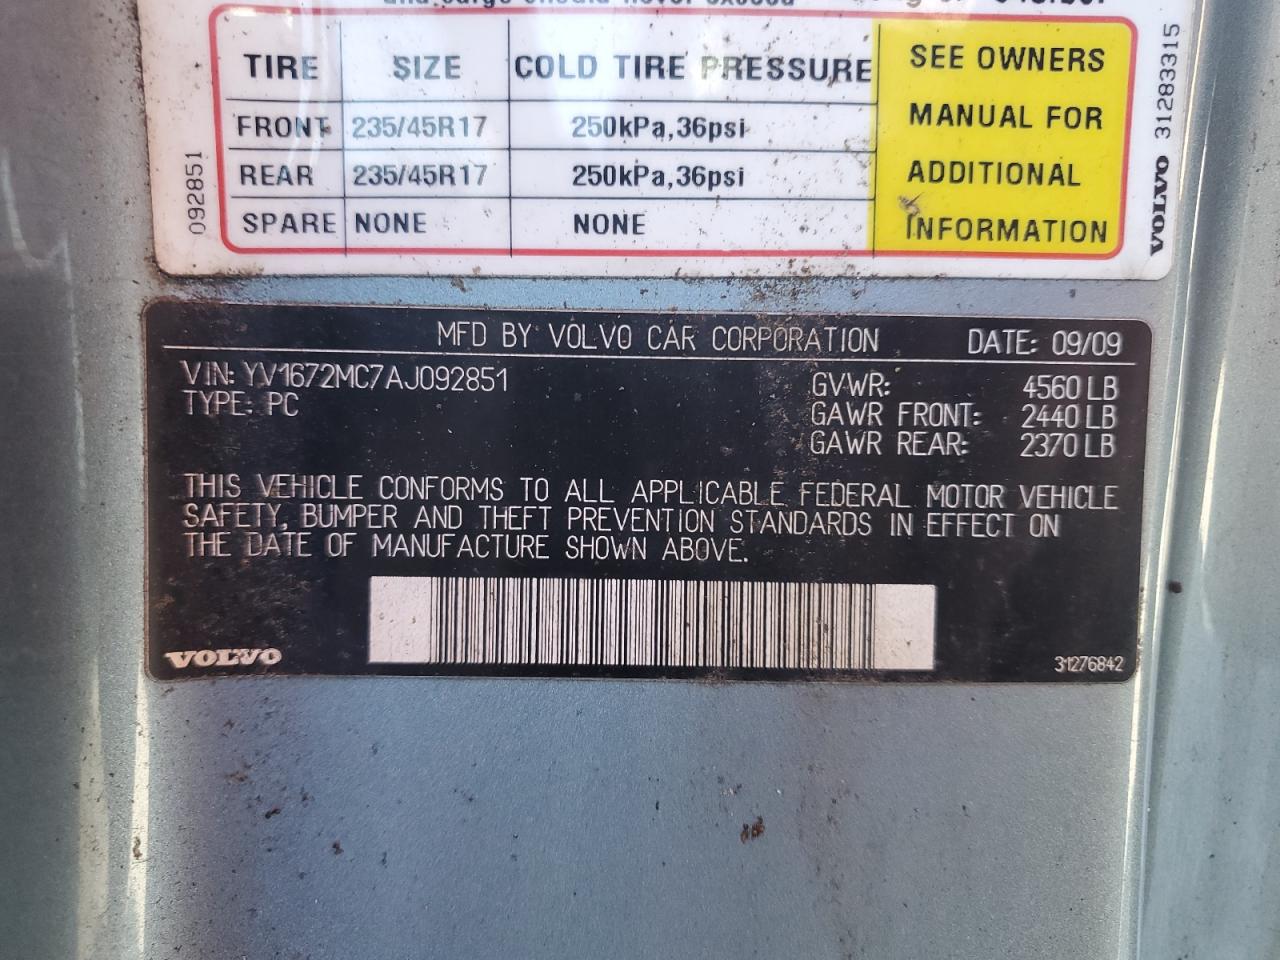 TIRE SIZE COLD TIRE PRESSURE
FRONT 235/45R17 250kPa,36psi
REAR 235/45R17 250kPa,36psi
SPARE NONE NONE
SEE OWNERS
MANUAL FOR
ADDITIONAL
INFORMATION
092851
VOLVO 31283315
MFD BY VOLVO CAR CORPORATION DATE: 09/09
VIN: YV1672MC7AJ092851
TYPE: PC
GVWR: 4560 LB
GAWR FRONT: 2440 LB
GAWR REAR: 2370 LB
THIS VEHICLE CONFORMS TO ALL APPLICABLE FEDERAL MOTOR VEHICLE
SAFETY, BUMPER AND THEFT PREVENTION STANDARDS IN EFFECT ON
THE DATE OF MANUFACTURE SHOWN ABOVE.
VOLVO
31276842